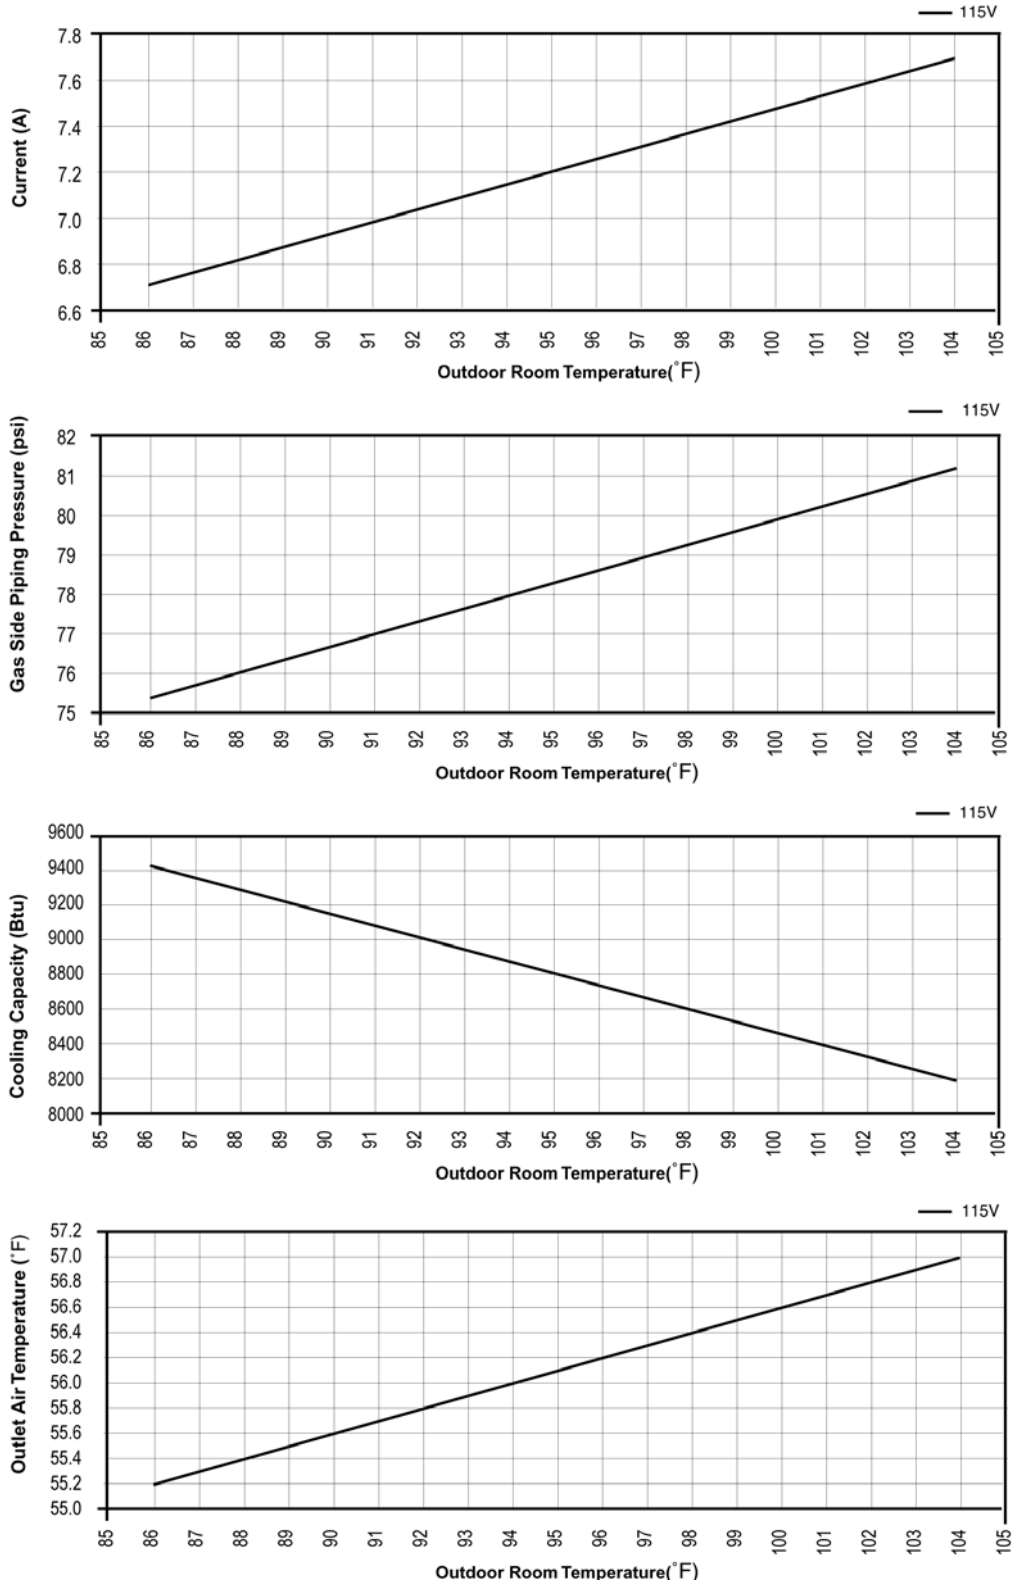 115V
Current (A)
7.8
7.6
7.4
7.2
7.0
6.8
6.6
85 86 87 88 89 90 91 92 93 94 95 96 97 98 99 100 101 102 103 104 105
Outdoor Room Temperature(°F)
115V
Gas Side Piping Pressure (psi)
82
81
80
79
78
77
76
75
85 86 87 88 89 90 91 92 93 94 95 96 97 98 99 100 101 102 103 104 105
Outdoor Room Temperature(°F)
115V
Cooling Capacity (Btu)
9600
9400
9200
9000
8800
8600
8400
8200
8000
85 86 87 88 89 90 91 92 93 94 95 96 97 98 99 100 101 102 103 104 105
Outdoor Room Temperature(°F)
115V
Outlet Air Temperature (°F)
57.2
57.0
56.8
56.6
56.4
56.2
56.0
55.8
55.6
55.4
55.2
55.0
85 86 87 88 89 90 91 92 93 94 95 96 97 98 99 100 101 102 103 104 105
Outdoor Room Temperature(°F)